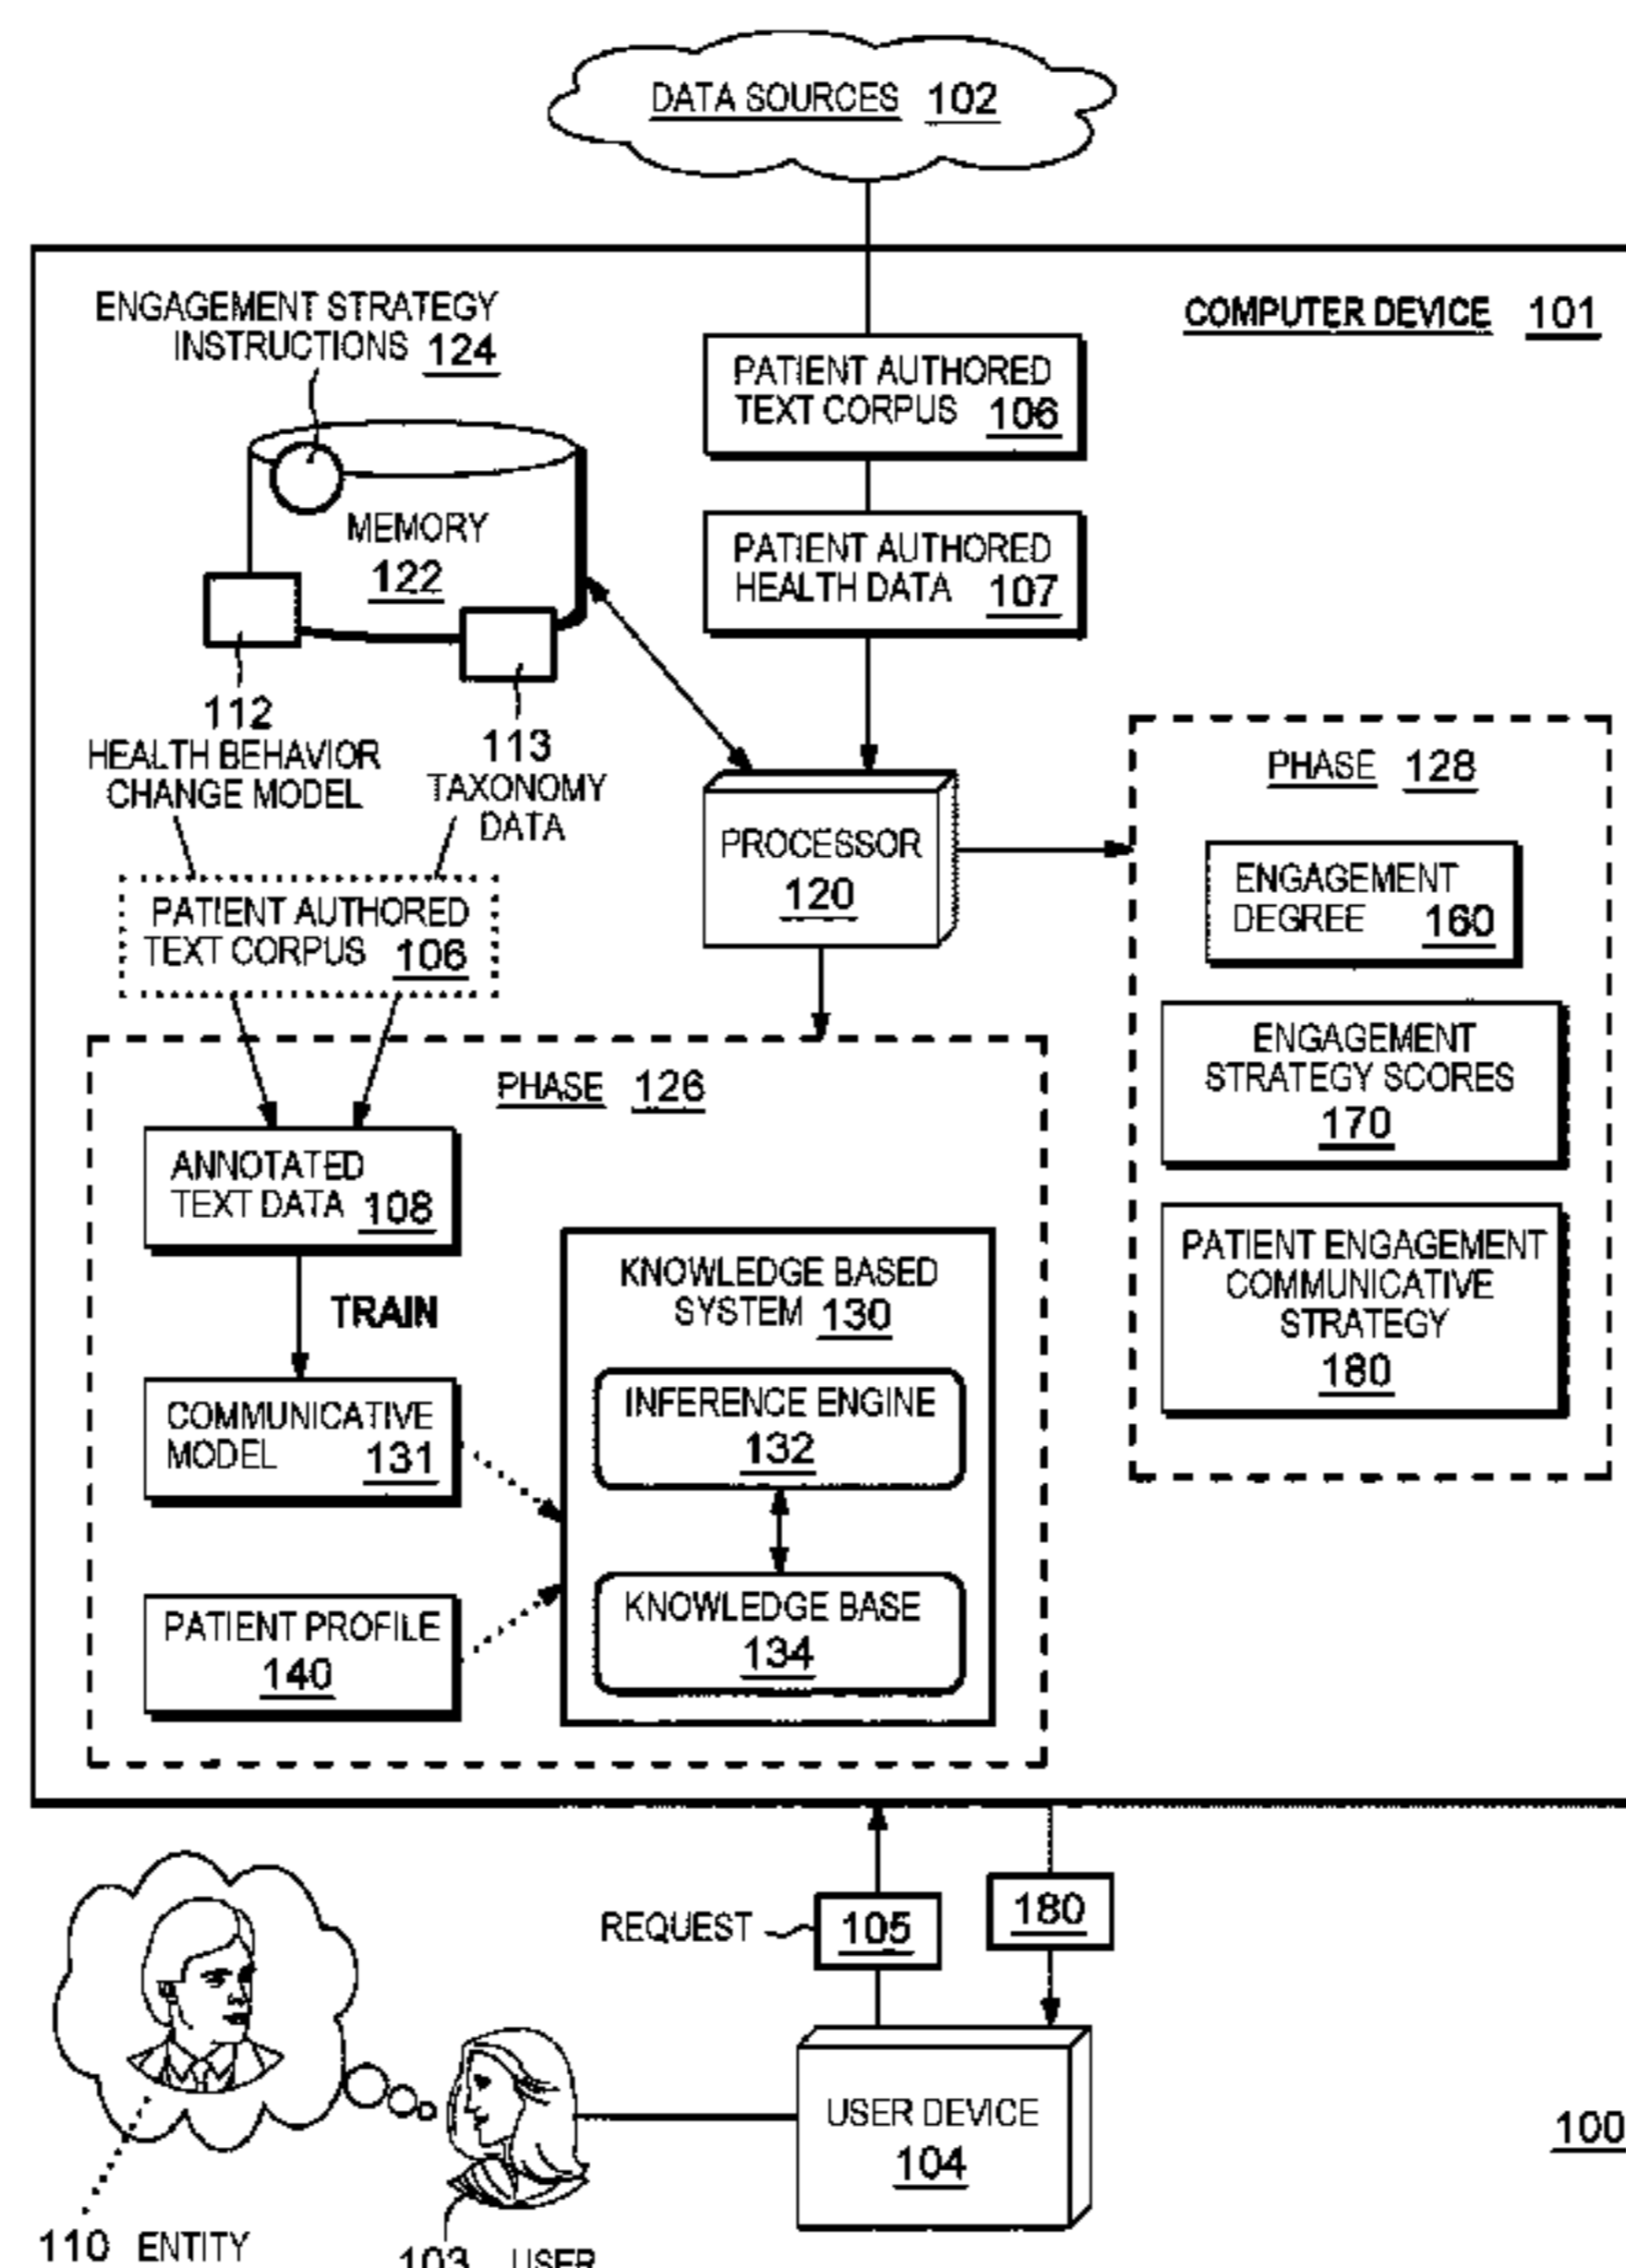 DATA SOURCES 102
COMPUTER DEVICE 101
ENGAGEMENT STRATEGY
INSTRUCTIONS 124
PATIENT AUTHORED
TEXT CORPUS 106
MEMORY
122
PATIENT AUTHORED
HEALTH DATA 107
112
HEALTH BEHAVIOR
CHANGE MODEL
113
TAXONOMY
DATA
PROCESSOR
120
PATIENT AUTHORED
TEXT CORPUS 106
PHASE 128
ENGAGEMENT
DEGREE 160
ENGAGEMENT
STRATEGY SCORES
170
PATIENT ENGAGEMENT
COMMUNICATIVE
STRATEGY
180
PHASE 126
ANNOTATED
TEXT DATA 108
TRAIN
COMMUNICATIVE
MODEL 131
PATIENT PROFILE
140
KNOWLEDGE BASED
SYSTEM 130
INFERENCE ENGINE
132
KNOWLEDGE BASE
134
REQUEST 105
180
USER DEVICE
104
100
110 ENTITY
103 USER